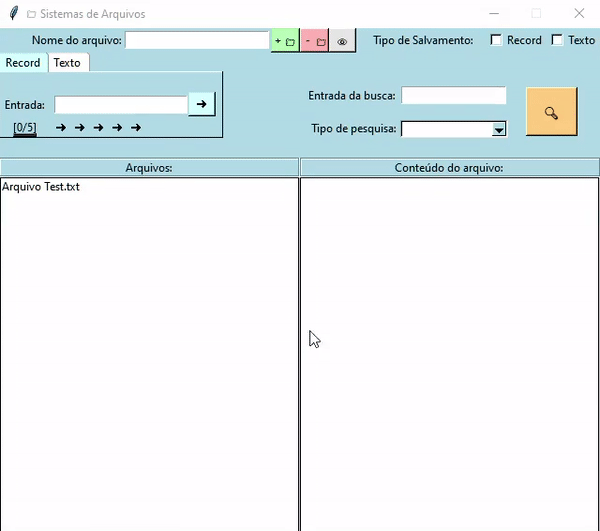 Sistemas de Arquivos
Nome do arquivo: + - Tipo de Salvamento: Record Texto
Record Texto
Entrada:
[0/5]
Entrada da busca:
Tipo de pesquisa:
Arquivos: Conteúdo do arquivo:
Arquivo Test.txt